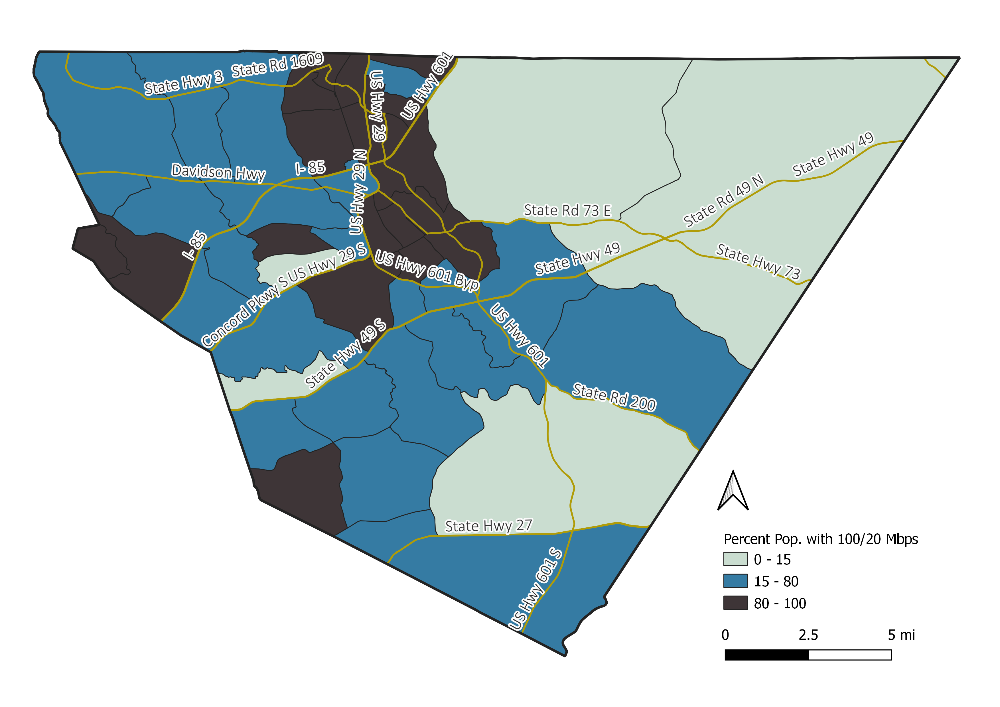 State Rd 1609
State Hwy 3
US Hwy 601
US Hwy 29
State Hwy 49
Davidson Hwy
I- 85
US Hwy 29 N
State Rd 49 N
State Rd 73 E
I- 85
US Hwy 29 S
US Hwy 601 Byp
State Hwy 49
State Hwy 73
Concord Pkwy S
US Hwy 601
State Hwy 49 S
State Rd 200
State Hwy 27
US Hwy 601 S
Percent Pop. with 100/20 Mbps
0 - 15
15 - 80
80 - 100
0 2.5 5 mi